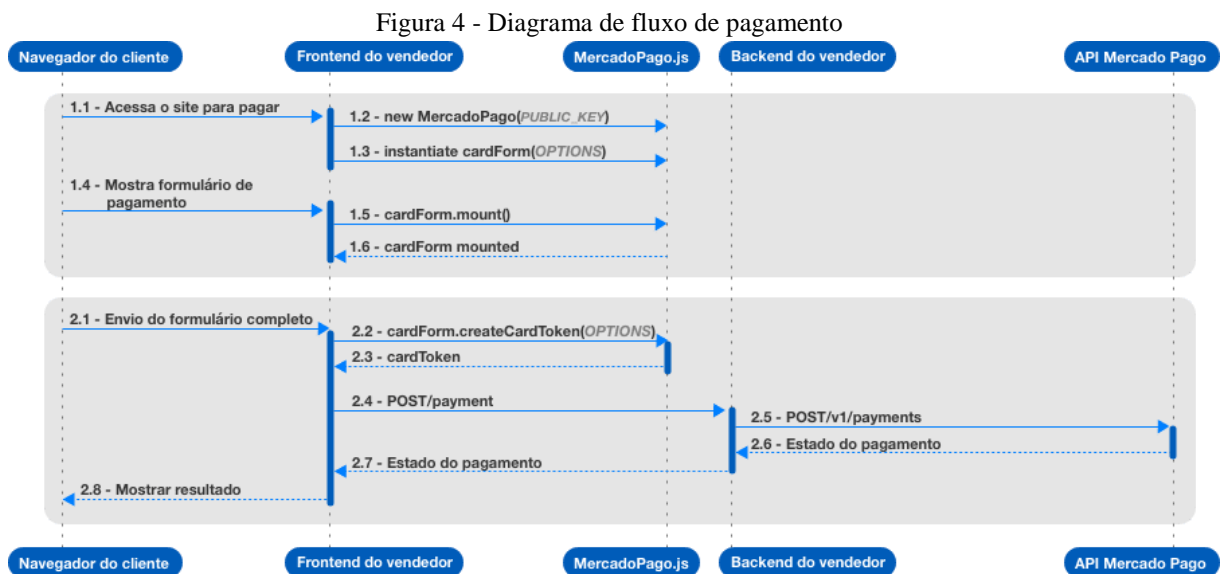 Figura 4 - Diagrama de fluxo de pagamento
Navegador do cliente
Frontend do vendedor
MercadoPago.js
Backend do vendedor
API Mercado Pago
1.1 - Acessa o site para pagar
1.2 - new MercadoPago(PUBLIC_KEY)
1.3 - instantiate cardForm(OPTIONS)
1.4 - Mostra formulário de
pagamento
1.5 - cardForm.mount()
1.6 - cardForm mounted
2.1 - Envio do formulário completo
2.2 - cardForm.createCardToken(OPTIONS)
2.3 - cardToken
2.4 - POST/payment
2.5 - POST/v1/payments
2.6 - Estado do pagamento
2.7 - Estado do pagamento
2.8 - Mostrar resultado
Navegador do cliente
Frontend do vendedor
MercadoPago.js
Backend do vendedor
API Mercado Pago